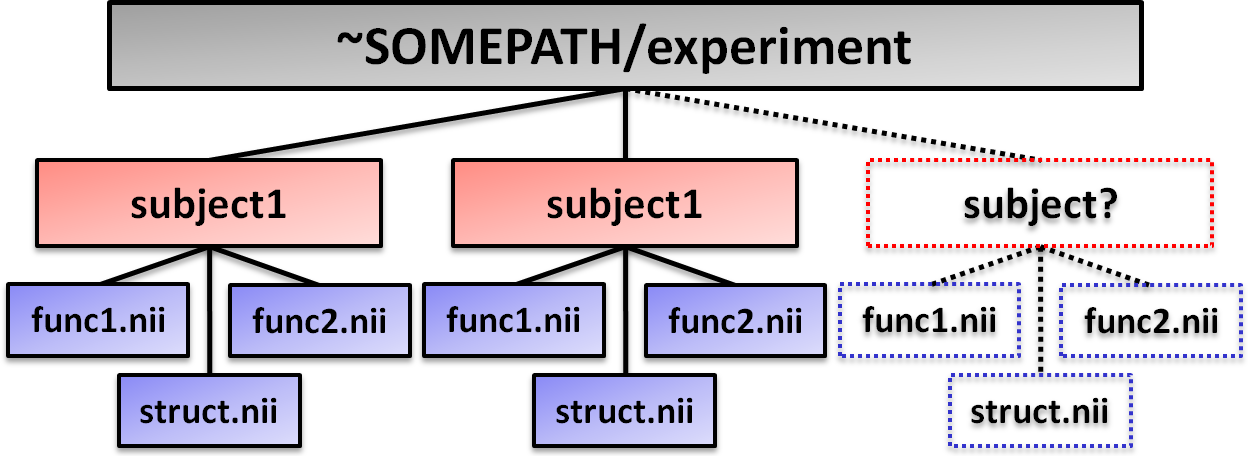 ~SOMEPATH/experiment
subject1
subject1
subject?
func1.nii
func2.nii
func1.nii
func2.nii
func1.nii
func2.nii
struct.nii
struct.nii
struct.nii